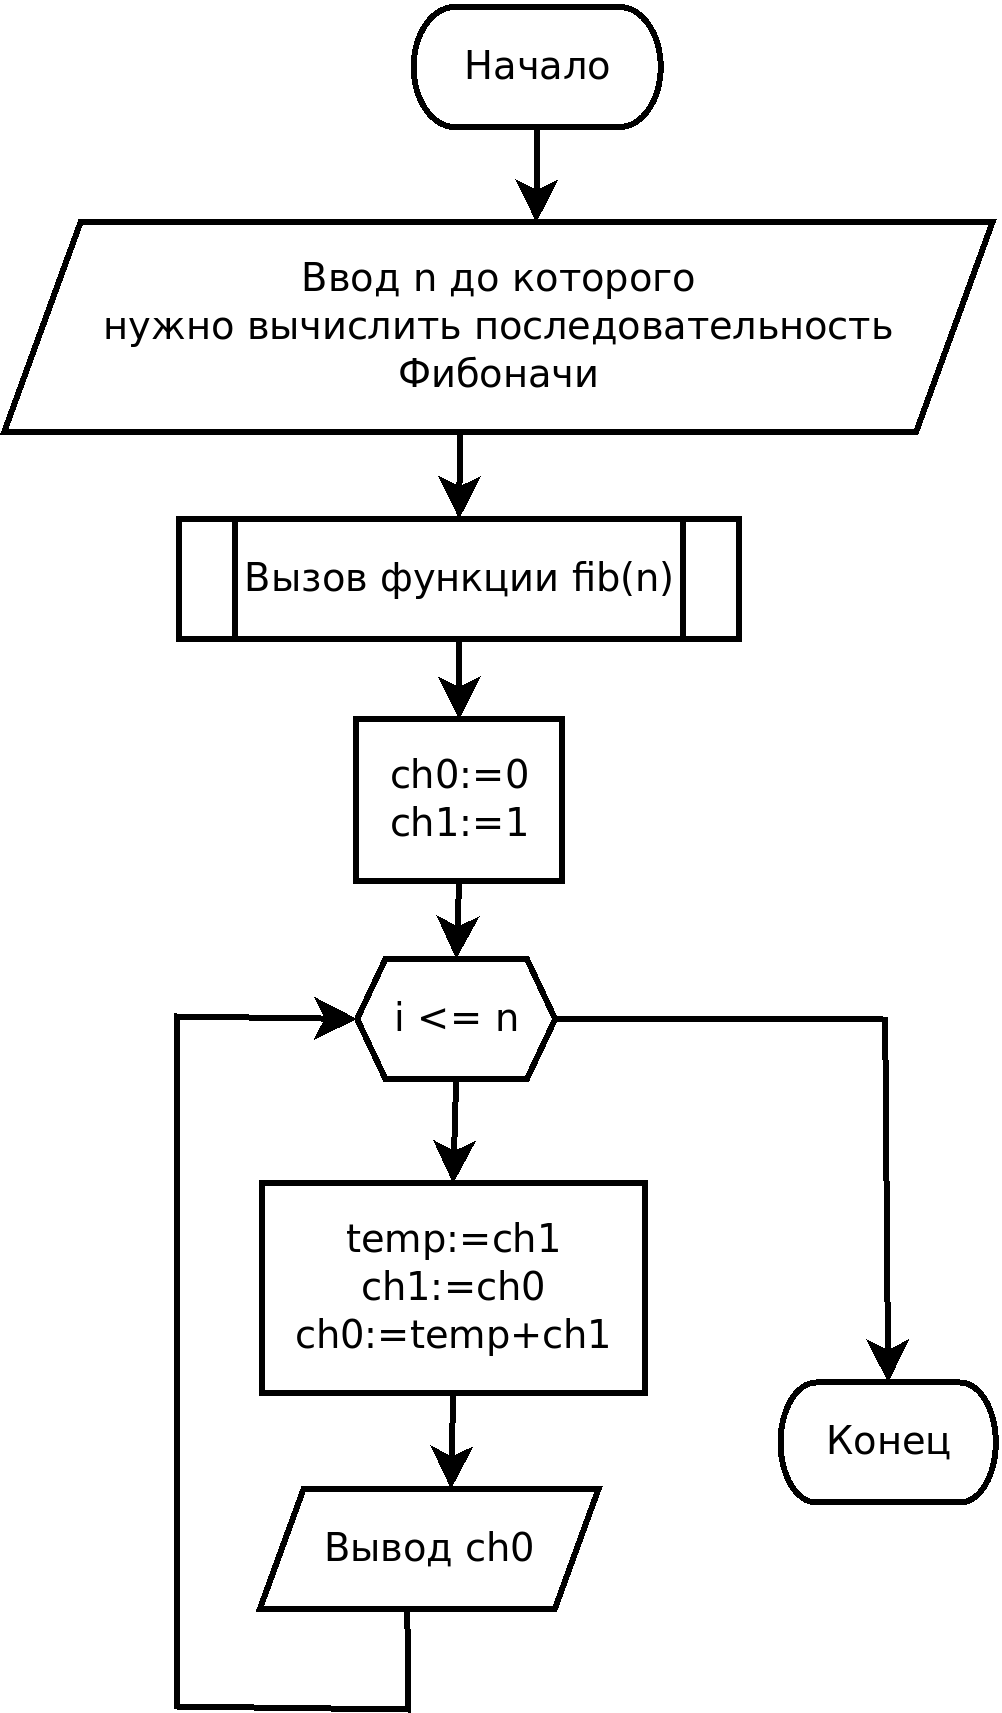 Начало
Ввод n до которого
нужно вычислить последовательность
Фибоначи
Вызов функции fib(n)
ch0:=0
ch1:=1
i <= n
temp:=ch1
ch1:=ch0
ch0:=temp+ch1
Вывод ch0
Конец